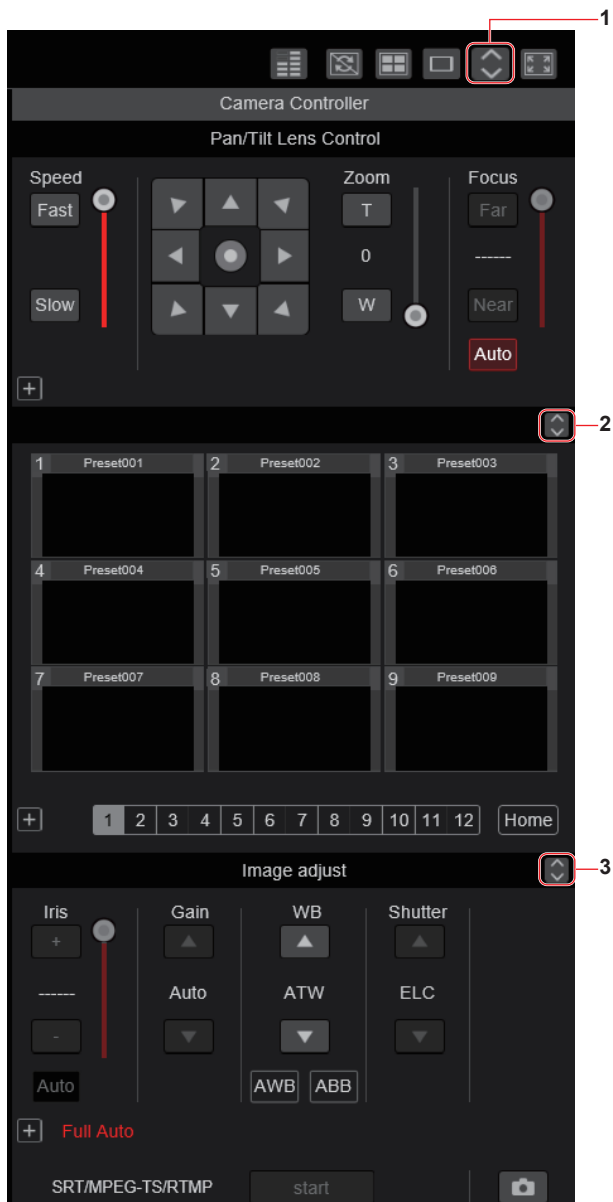 1
Camera Controller
Pan/Tilt Lens Control
Speed Zoom Focus
Fast T Far
0 ------
Slow W Near
Auto
+
2
1 Preset001 2 Preset002 3 Preset003
4 Preset004 5 Preset005 6 Preset006
7 Preset007 8 Preset008 9 Preset009
+ 1 2 3 4 5 6 7 8 9 10 11 12 Home
Image adjust 3
Iris Gain WB Shutter
+
------ Auto ATW ELC
-
Auto AWB ABB
+ Full Auto
SRT/MPEG-TS/RTMP start